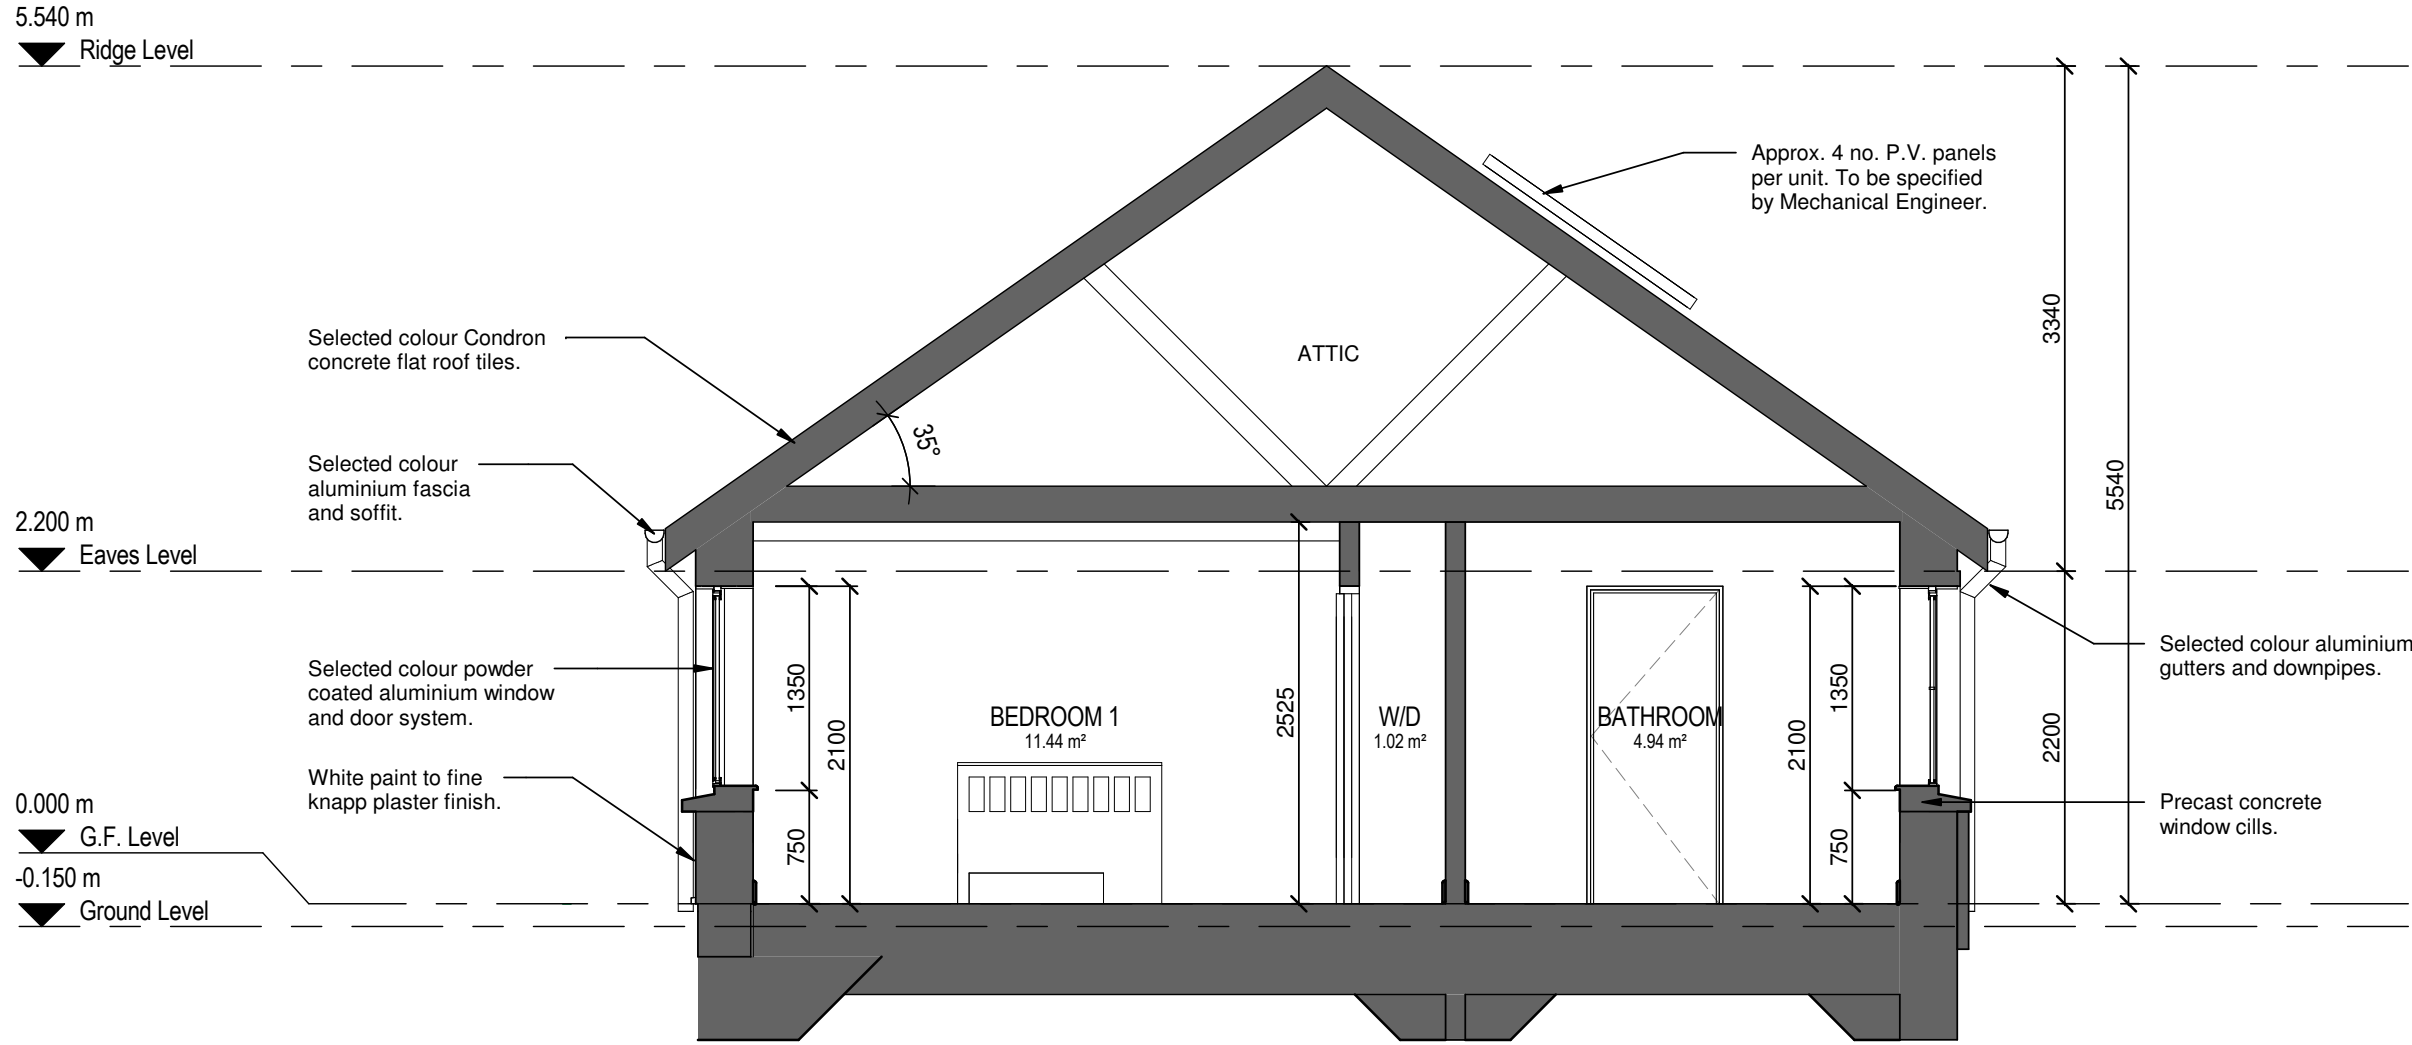 5.540 m
Ridge Level
Approx. 4 no. P.V. panels
per unit. To be specified
by Mechanical Engineer.
3340
Selected colour Condron
concrete flat roof tiles.
ATTIC
35°
Selected colour
aluminium fascia
and soffit.
5540
2.200 m
Eaves Level
Selected colour aluminium
gutters and downpipes.
Selected colour powder
coated aluminium window
and door system.
1350
2100
BEDROOM 1
11.44 m²
2525
W/D
1.02 m²
BATHROOM
4.94 m²
2100
1350
2200
White paint to fine
knapp plaster finish.
750
750
Precast concrete
window cills.
0.000 m
G.F. Level
-0.150 m
Ground Level